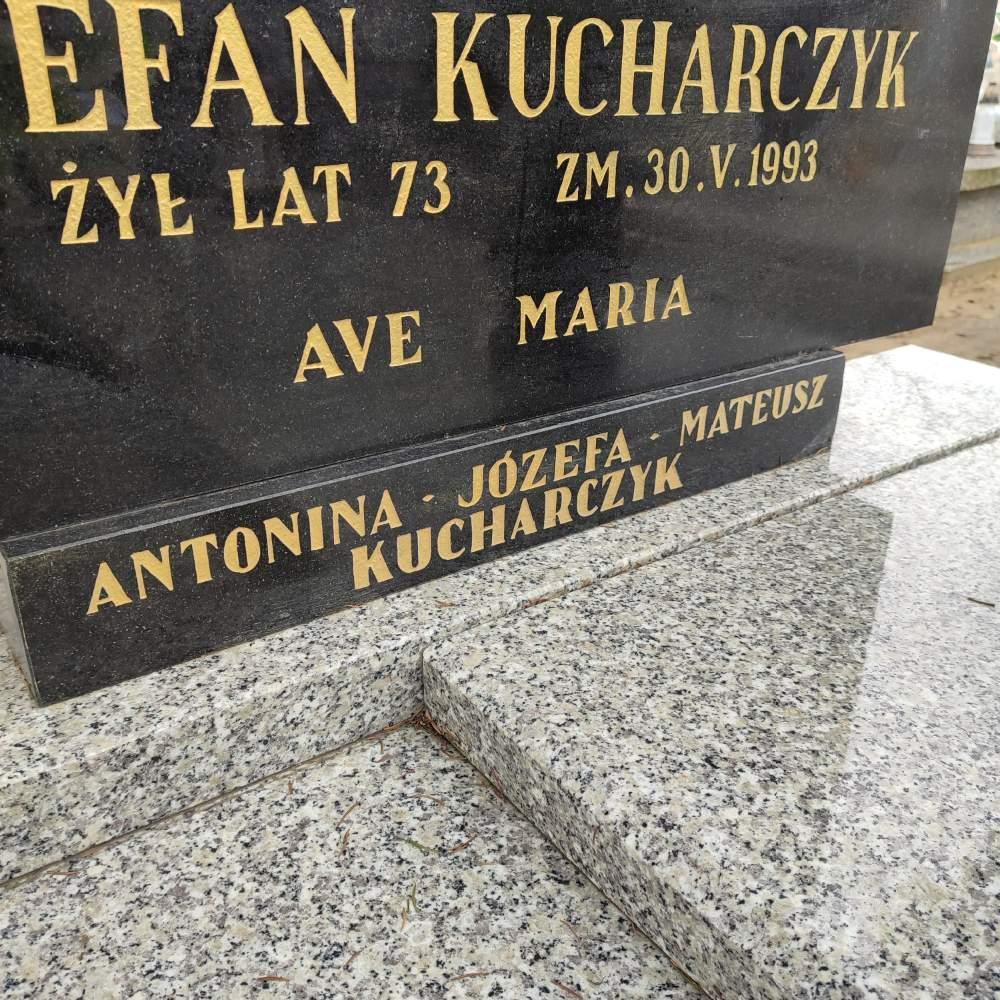 EFAN KUCHARCZYK
ŻYŁ LAT 73 ZM. 30.V.1993
AVE MARIA
ANTONINA - JÓZEFA - MATEUSZ
KUCHARCZYK